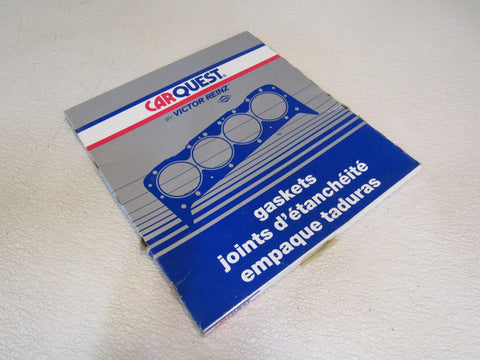 CARQUEST®
BY VICTOR REINZ
gaskets
joints d'étanchéité
empaque taduras